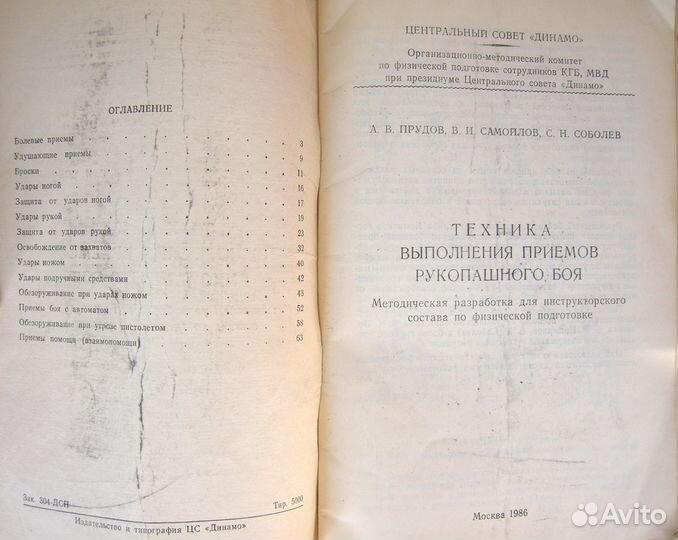 ОГЛАВЛЕНИЕ
Болевые приемы . . . . . . . . 3
Удушающие приемы . . . . . . . 9
Броски . . . . . . . . . 11
Удары ногой . . . . . . . . 16
Защита от ударов ногой . . . . . . 17
Удары рукой . . . . . . . . 19
Защита от ударов рукой . . . . . . 23
Освобождение от захватов . . . . . . 32
Удары ножом . . . . . . . . 40
Удары подручными средствами . . . . . 42
Обезоруживание при ударах ножом . . . . 43
Приемы боя с автоматом . . . . . . 52
Обезоруживание при угрозе пистолетом . . . . 58
Приемы помощи (взаимопомощи) . . . . . 63
Зак. 304-ДСП Тир. 5000
Издательство и типография ЦС «Динамо»
ЦЕНТРАЛЬНЫЙ СОВЕТ «ДИНАМО»
Организационно-методический комитет
по физической подготовке сотрудников КГБ, МВД
при президиуме Центрального совета «Динамо»
А. В. ПРУДОВ, В. И. САМОЙЛОВ, С. Н. СОБОЛЕВ
ТЕХНИКА
ВЫПОЛНЕНИЯ ПРИЕМОВ
РУКОПАШНОГО БОЯ
Методическая разработка для инструкторского
состава по физической подготовке
Москва 1986
Avito